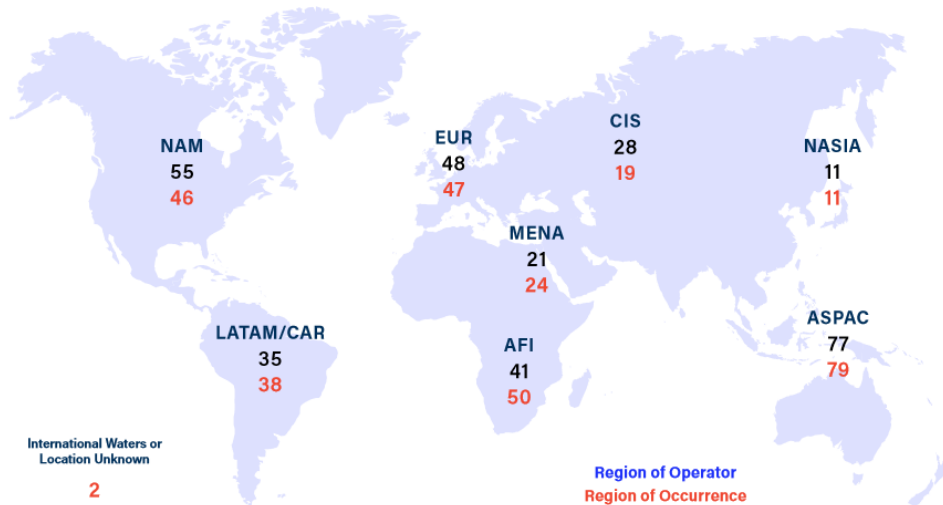 NAM
55
46
EUR
48
47
CIS
28
19
NASIA
11
11
MENA
21
24
LATAM/CAR
35
38
AFI
41
50
ASPAC
77
79
International Waters or
Location Unknown
2
Region of Operator
Region of Occurrence